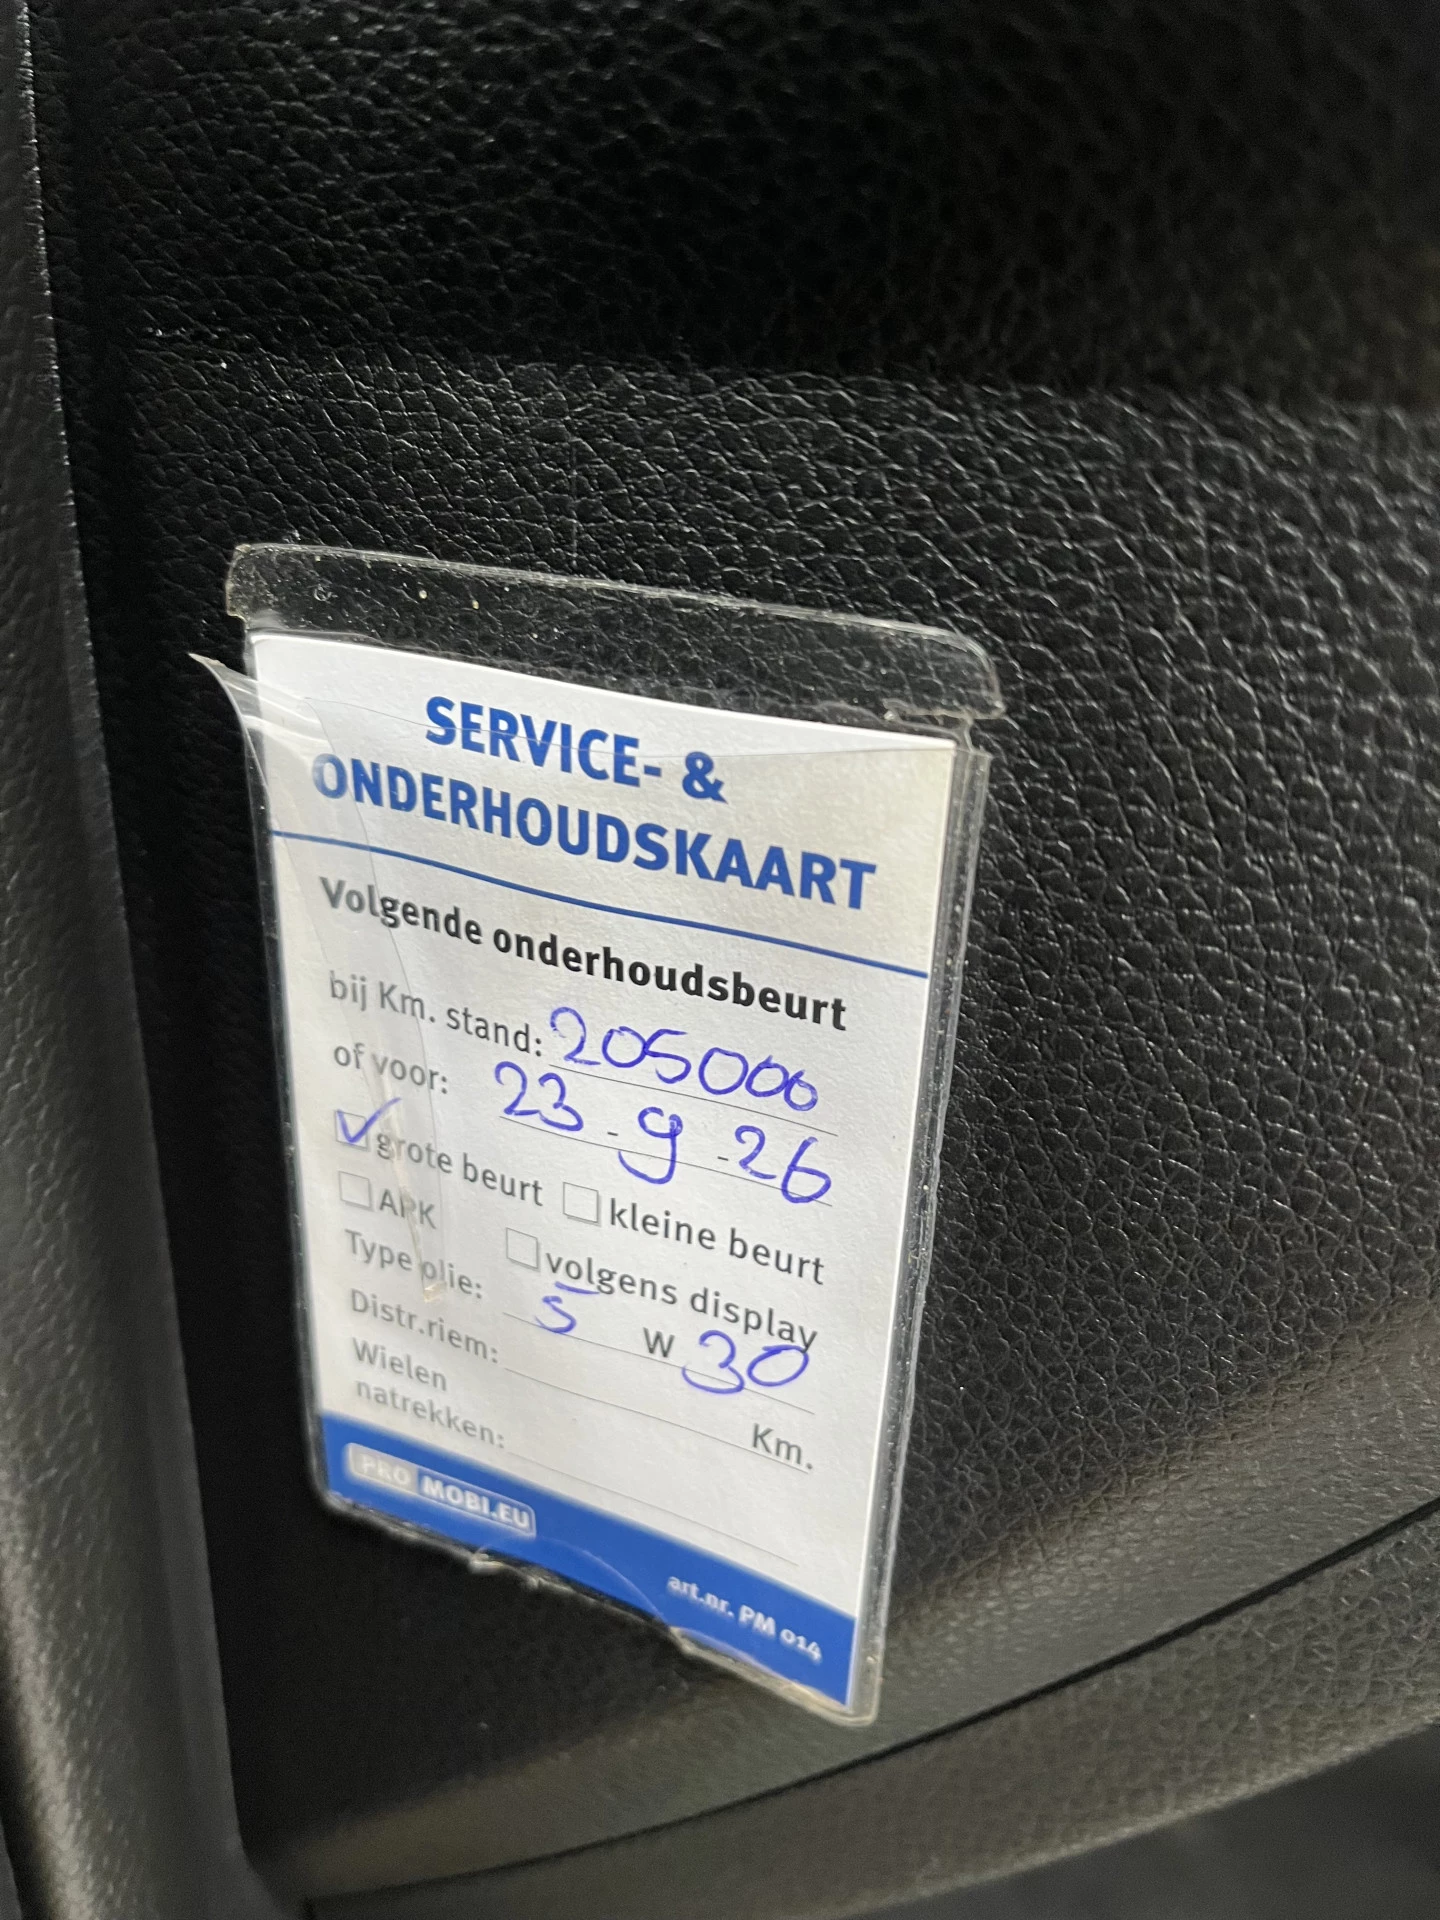 SERVICE- &
ONDERHOUDSKAART
Volgende onderhoudsbeurt
bij Km. stand: 205000
of voor: 23 - 9 - 26
grote beurt kleine beurt
APK volgens display
Type olie: 5 W 30
Distr.riem: Km.
Wielen
natrekken:
PRO MOBI.EU
art.nr. PM 014